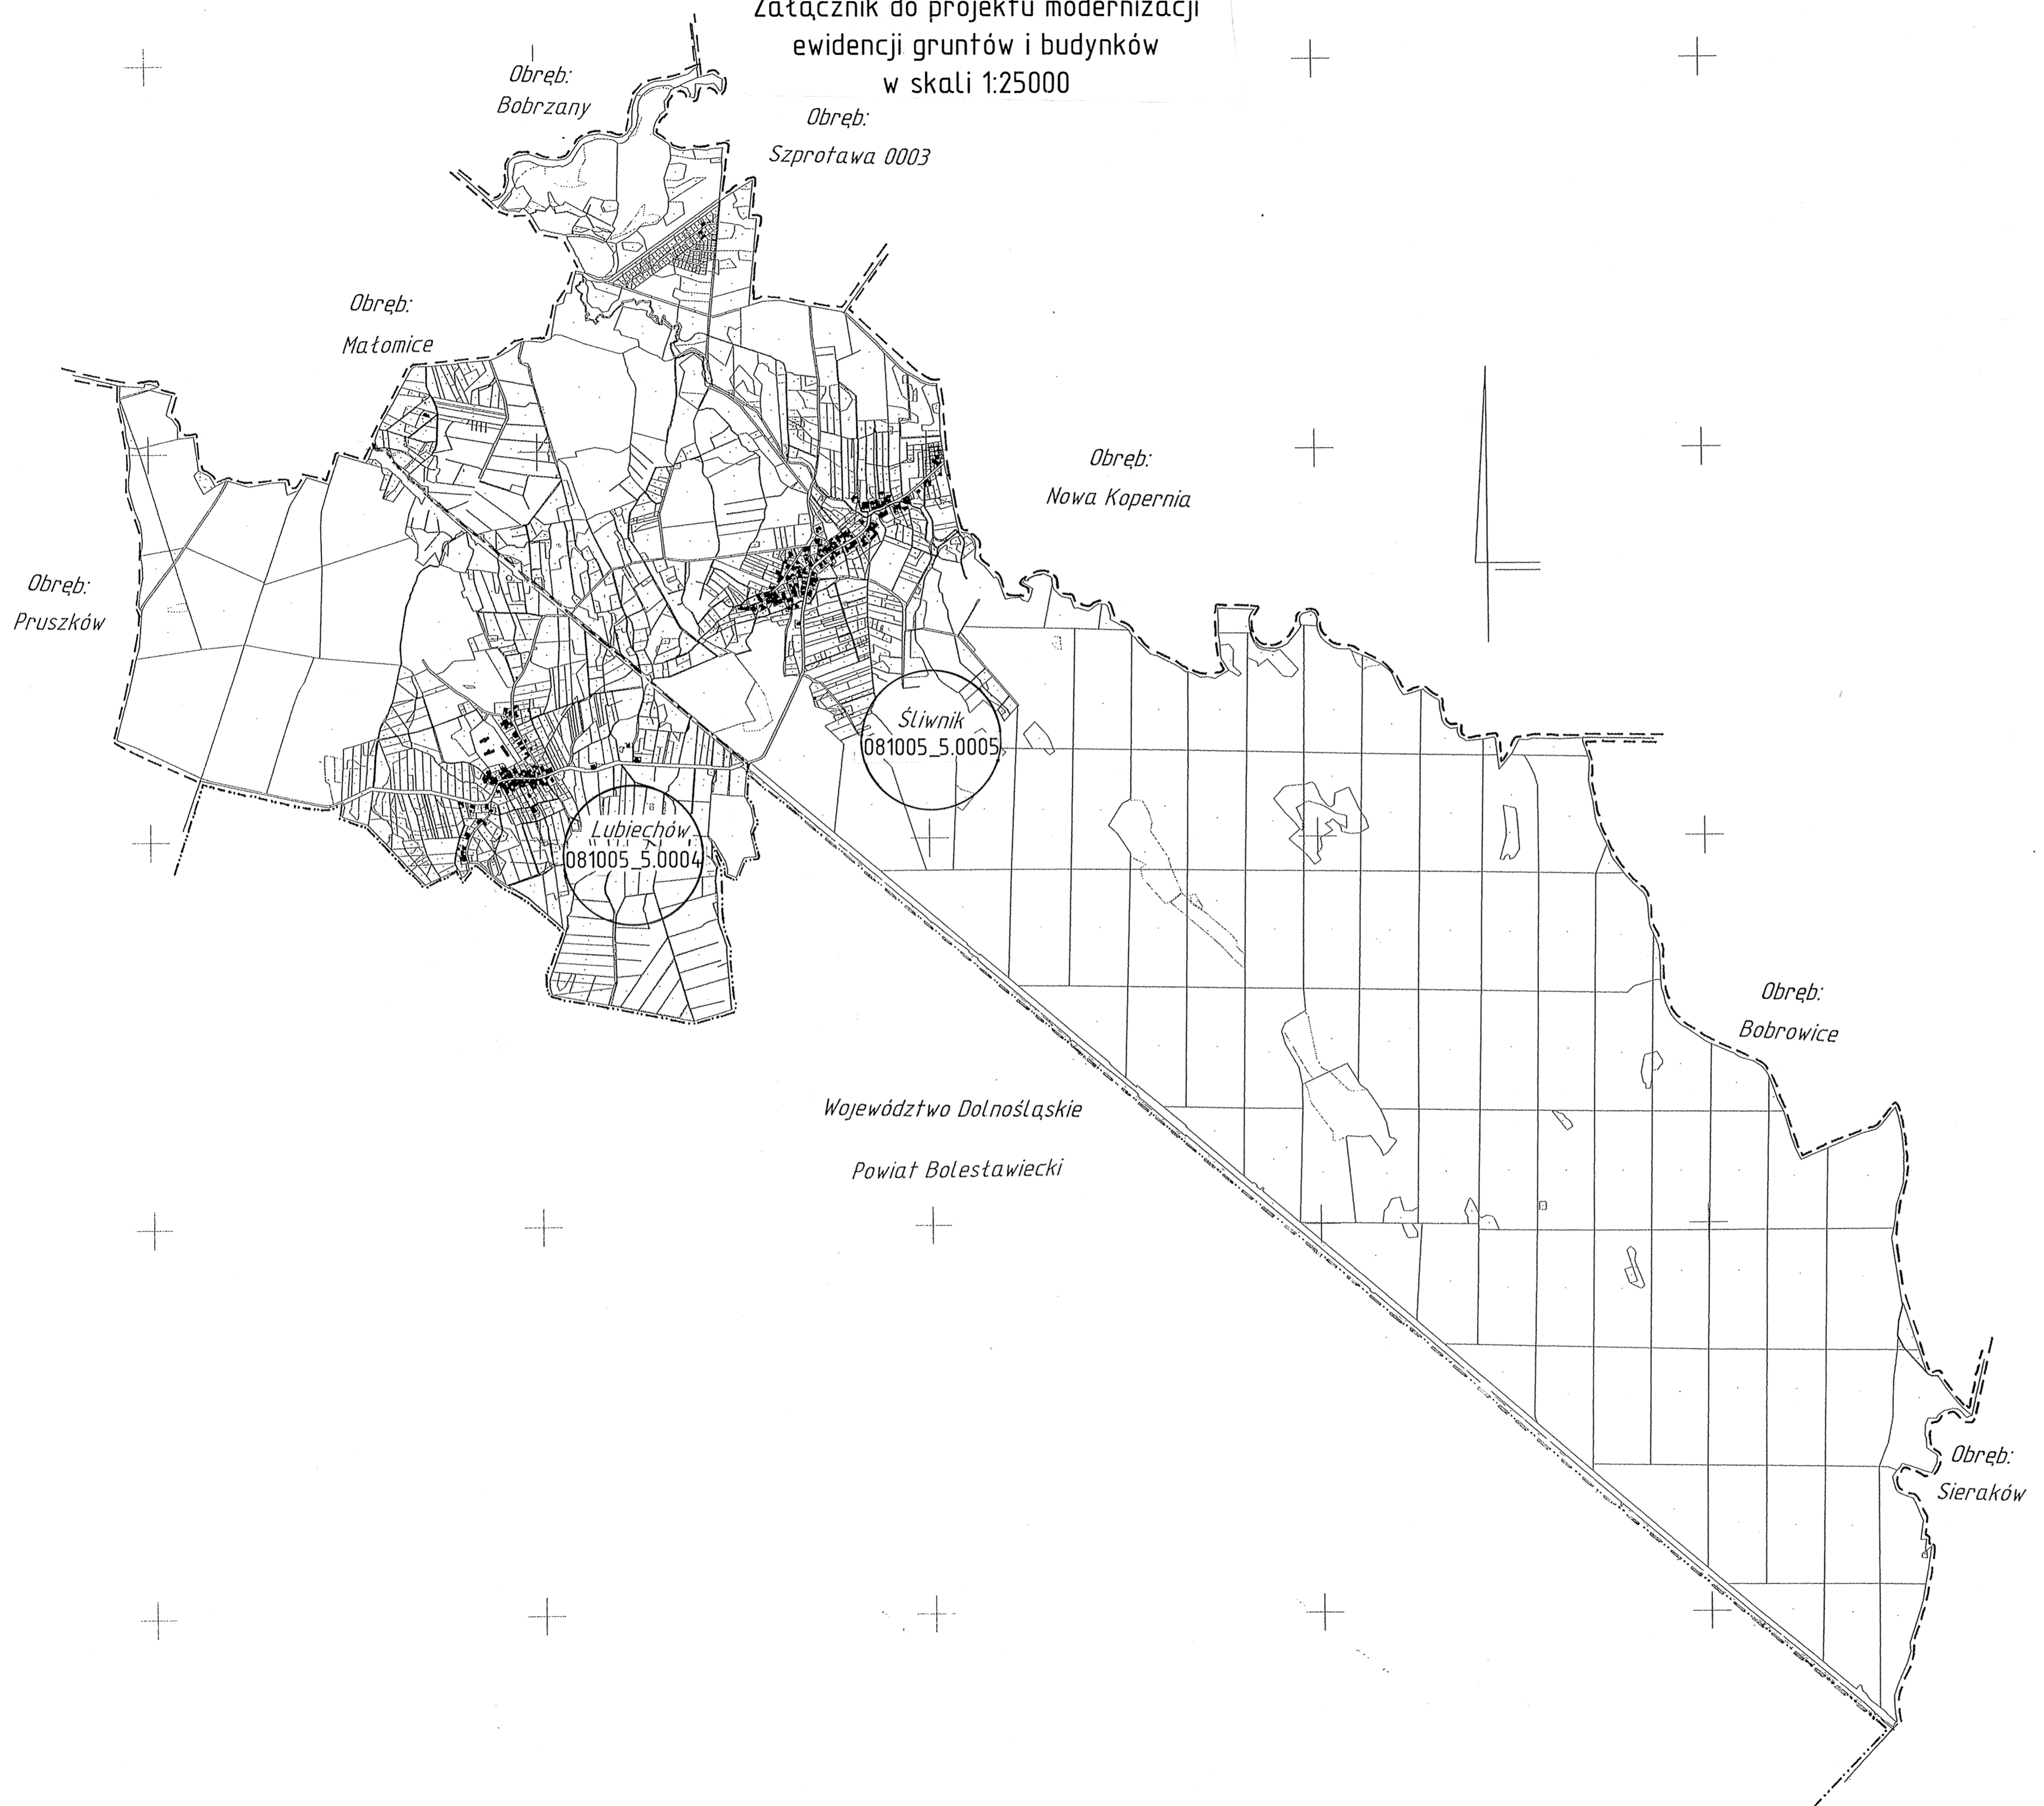 Załącznik do projektu modernizacji
ewidencji gruntów i budynków
w skali 1:25000
Obręb:
Bobrzany
Obręb:
Szprotawa 0003
Obręb:
Małomice
Obręb:
Nowa Kopernia
Obręb:
Pruszków
Śliwnik
081005_5.0005
Lubiechów
081005_5.0004
Obręb:
Bobrowice
Województwo Dolnośląskie
Powiat Bolesławiecki
Obręb:
Sieraków